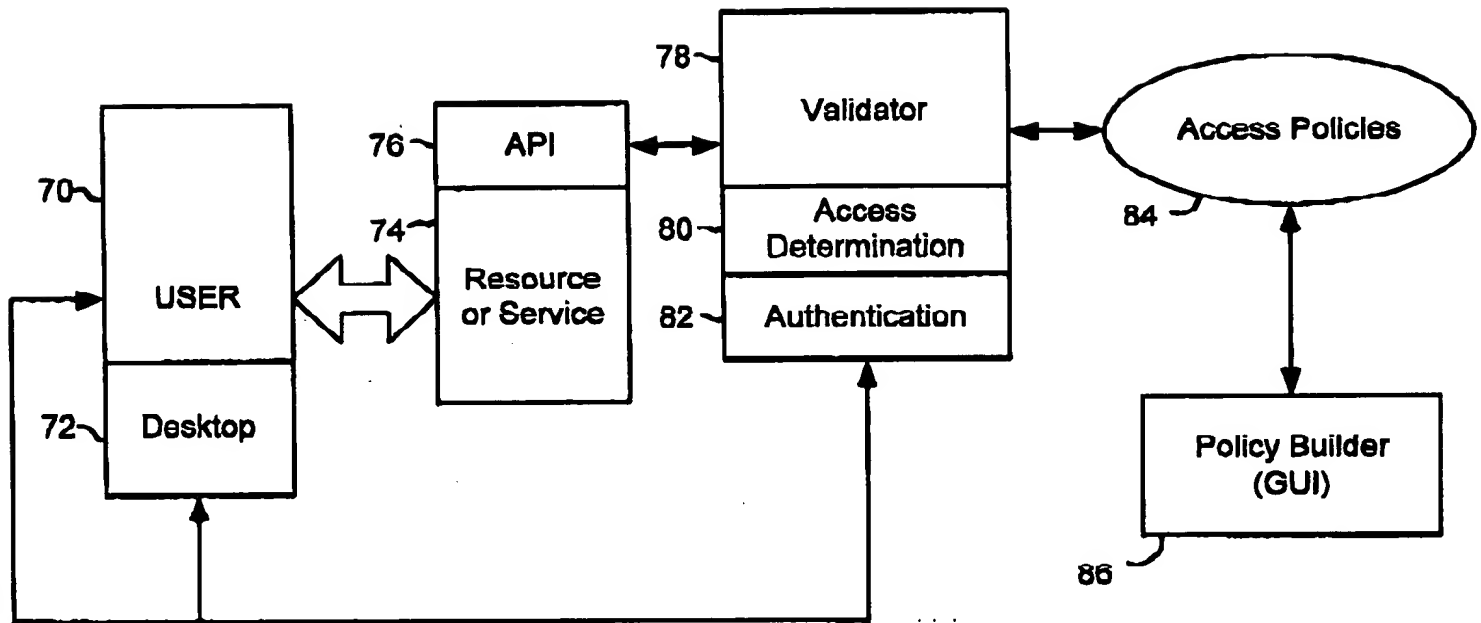 70
USER
72
Desktop
76
API
74
Resource
or Service
78
Validator
80
Access
Determination
82
Authentication
Access Policies
84
Policy Builder
(GUI)
86